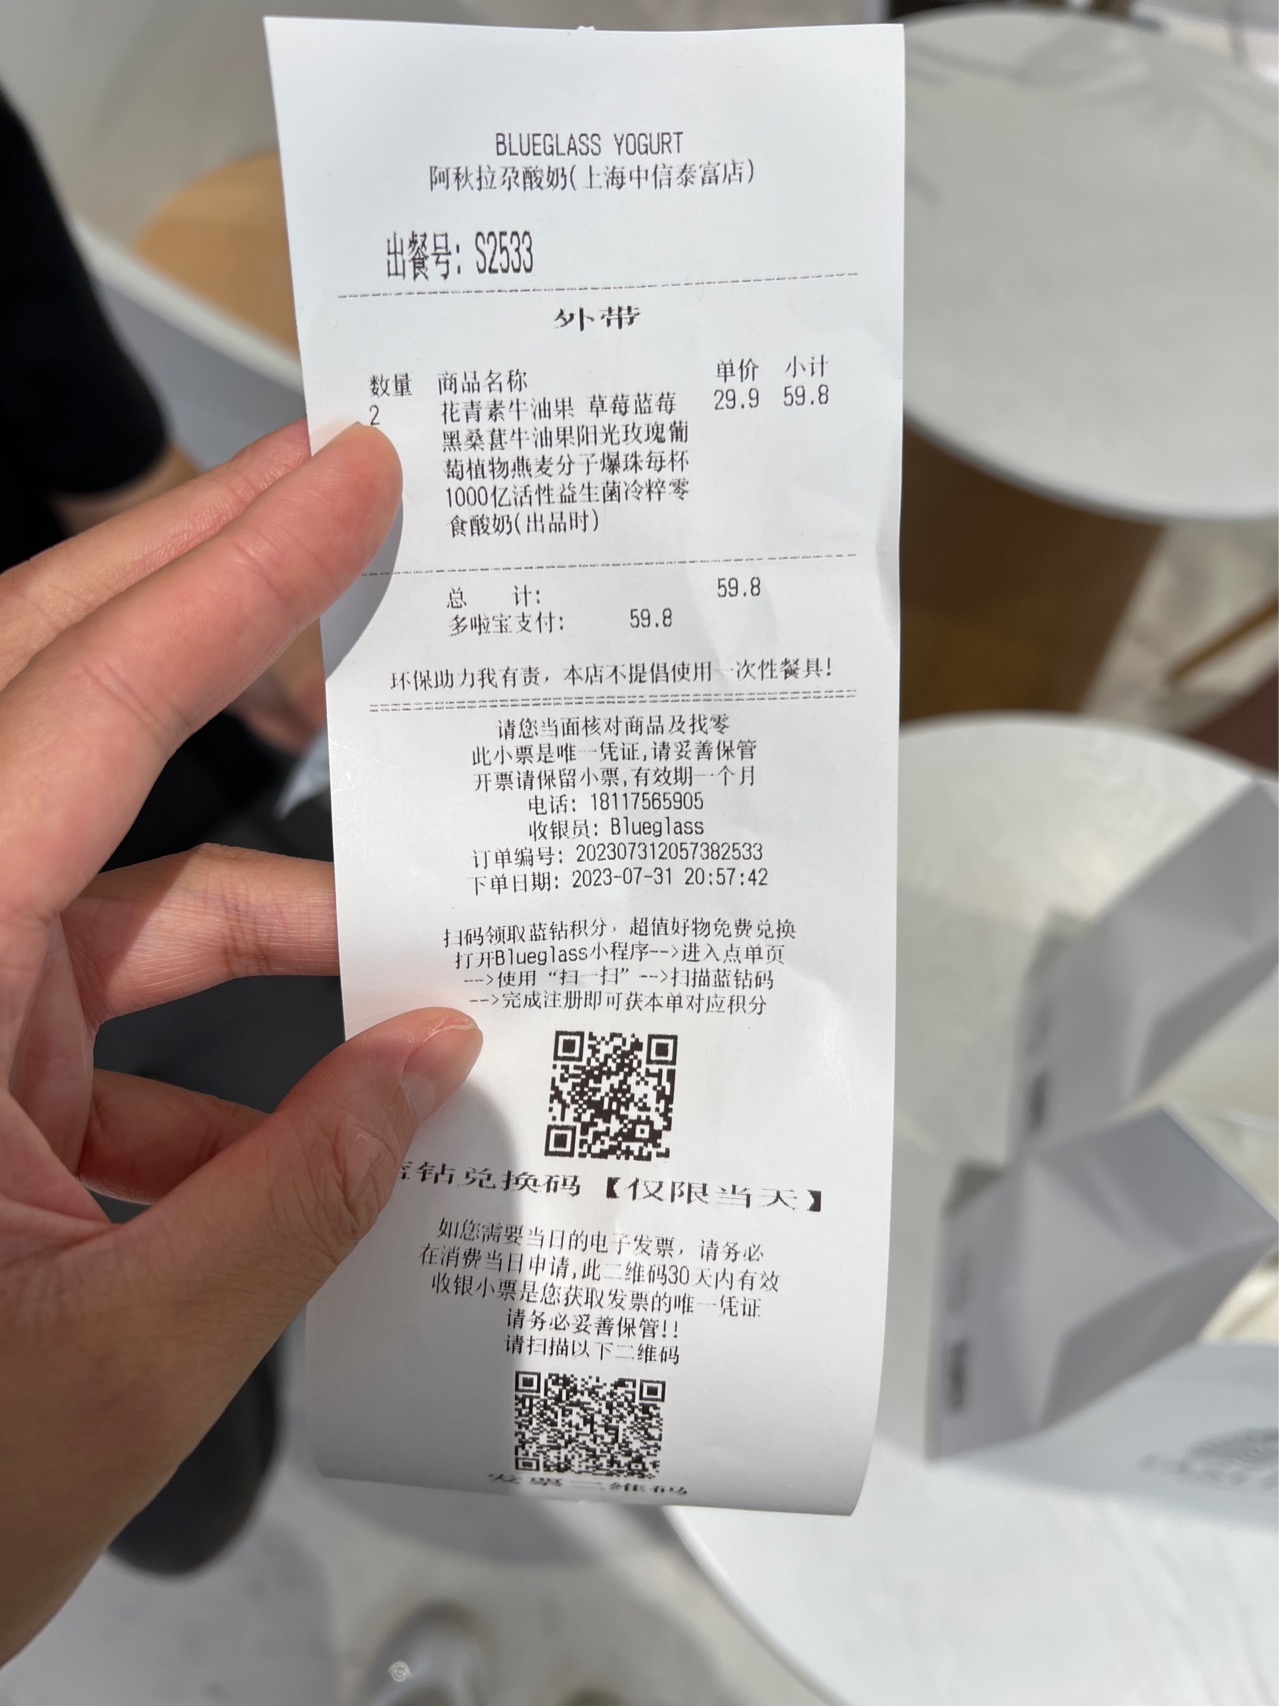 BLUEGLASS YOGURT
阿秋拉尕酸奶(上海中信泰富店)
出餐号: S2533
外带
数量 商品名称 单价 小计
2 花青素牛油果 草莓蓝莓 29.9 59.8
黑桑葚牛油果阳光玫瑰葡
萄植物燕麦分子爆珠每杯
1000亿活性益生菌冷粹零
食酸奶(出品时)
总 计: 59.8
多啦宝支付: 59.8
环保助力我有责，本店不提倡使用一次性餐具!
请您当面核对商品及找零
此小票是唯一凭证,请妥善保管
开票请保留小票,有效期一个月
电话: 18117565905
收银员: Blueglass
订单编号: 202307312057382533
下单日期: 2023-07-31 20:57:42
扫码领取蓝钻积分，超值好物免费兑换
打开Blueglass小程序-->进入点单页
-->使用“扫一扫”-->扫描蓝钻码
-->完成注册即可获本单对应积分
蓝钻兑换码【仅限当天】
如您需要当日的电子发票，请务必
在消费当日申请,此二维码30天内有效
收银小票是您获取发票的唯一凭证
请务必妥善保管!!
请扫描以下二维码
发票二维码